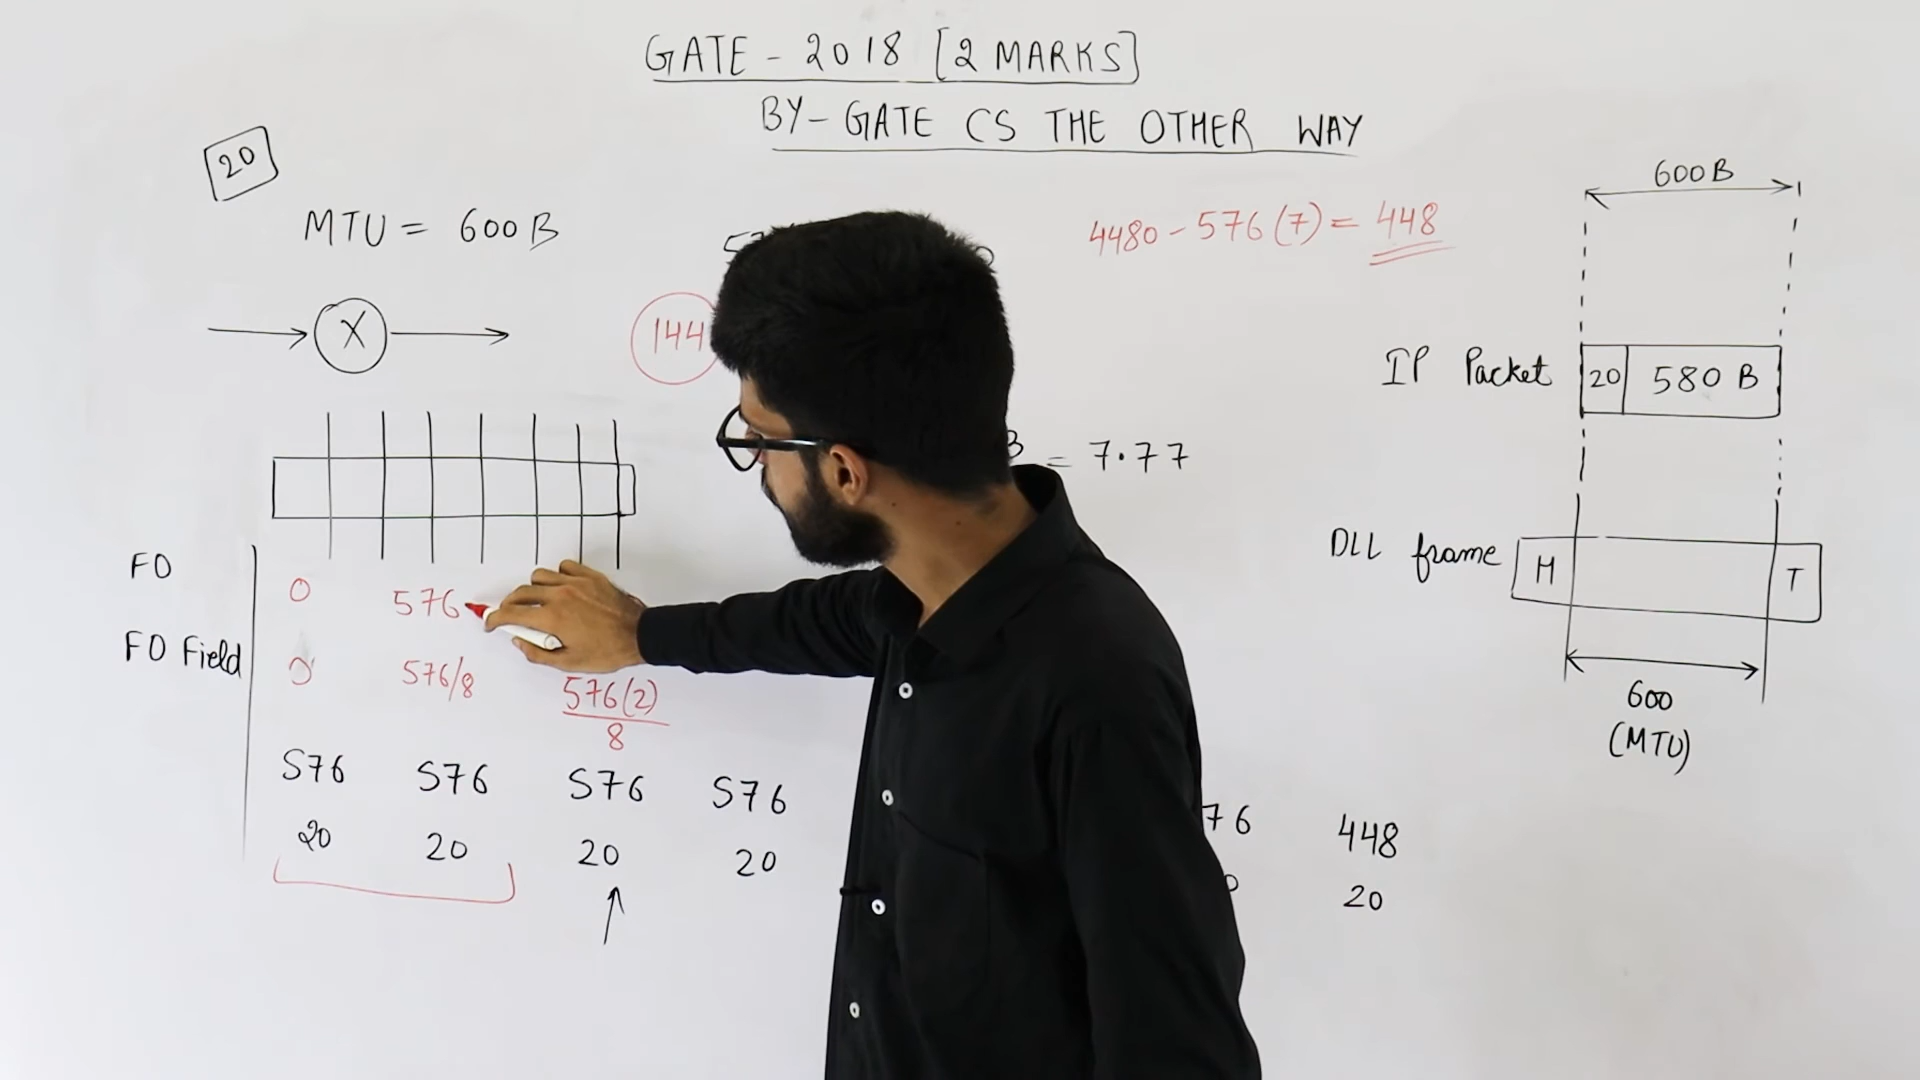 GATE - 2018 [2 MARKS]
BY- GATE CS THE OTHER WAY
20
MTU = 600 B
4480 - 576 (7) = 448
600 B
X
144
IP Packet 20 580 B
B = 7.77
DLL frame H T
600
(MTU)
FO 0 576
FO Field 0 576/8 576(2)
8
576 576 576 576 76 448
20 20 20 20 20